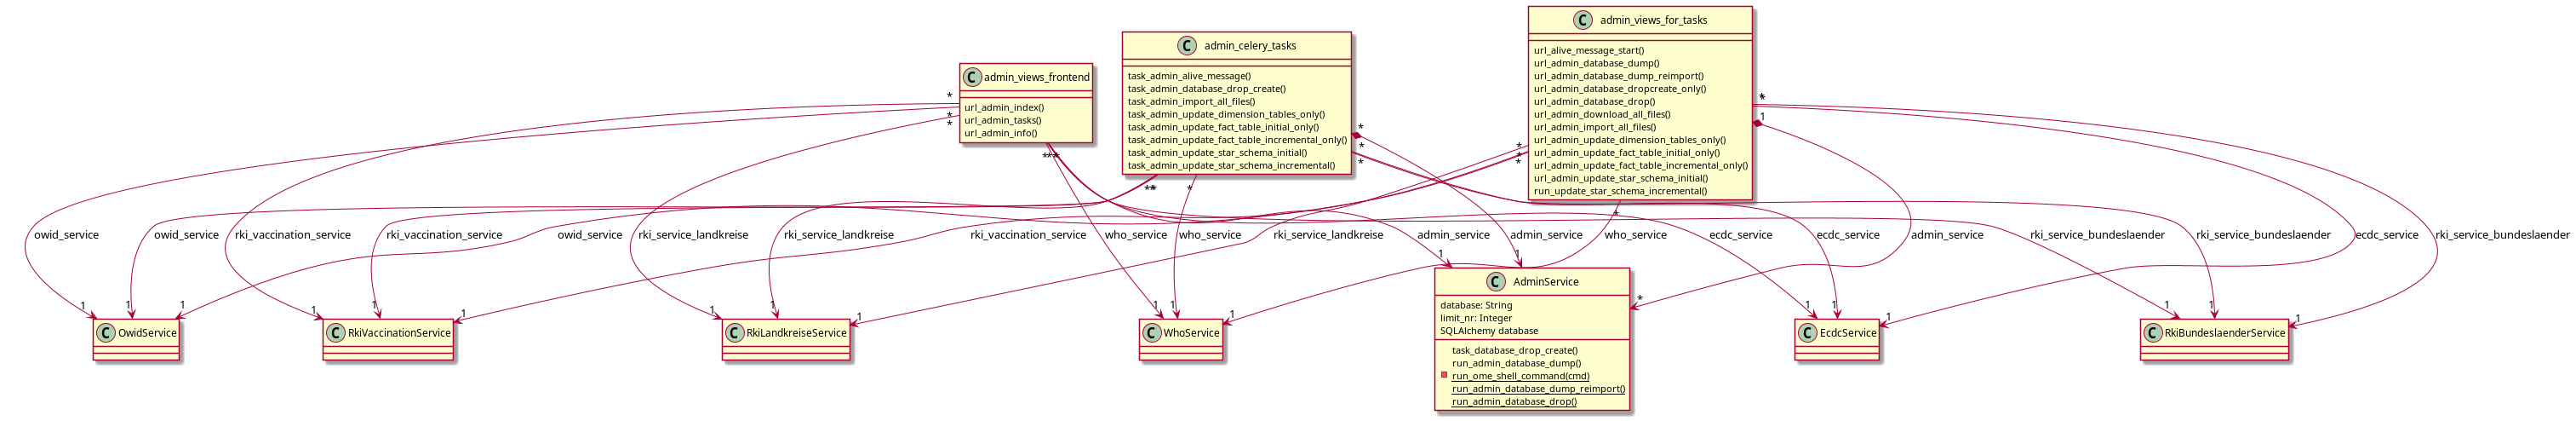 C admin_views_frontend
url_admin_index()
url_admin_tasks()
url_admin_info()
C admin_celery_tasks
task_admin_alive_message()
task_admin_database_drop_create()
task_admin_import_all_files()
task_admin_update_dimension_tables_only()
task_admin_update_fact_table_initial_only()
task_admin_update_fact_table_incremental_only()
task_admin_update_star_schema_initial()
task_admin_update_star_schema_incremental()
C admin_views_for_tasks
url_alive_message_start()
url_admin_database_dump()
url_admin_database_dump_reimport()
url_admin_database_dropcreate_only()
url_admin_database_drop()
url_admin_download_all_files()
url_admin_import_all_files()
url_admin_update_dimension_tables_only()
url_admin_update_fact_table_initial_only()
url_admin_update_fact_table_incremental_only()
url_admin_update_star_schema_initial()
run_update_star_schema_incremental()
* * * * * * *
* * * * * * *
* * * * * * 1
owid_service
owid_service
rki_vaccination_service
rki_vaccination_service
owid_service
rki_service_landkreise
rki_service_landkreise
rki_vaccination_service
who_service
who_service
rki_service_landkreise
admin_service
admin_service
who_service
ecdc_service
ecdc_service
admin_service
rki_service_bundeslaender
rki_service_bundeslaender
ecdc_service
rki_service_bundeslaender
1 1 1
C OwidService
1 1 1
C RkiVaccinationService
1 1 1
C RkiLandkreiseService
1 1 1
C WhoService
1 1 *
C AdminService
database: String
limit_nr: Integer
SQLAlchemy database
task_database_drop_create()
run_admin_database_dump()
run_ome_shell_command(cmd)
run_admin_database_dump_reimport()
run_admin_database_drop()
1 1 1
C EcdcService
1 1 1
C RkiBundeslaenderService